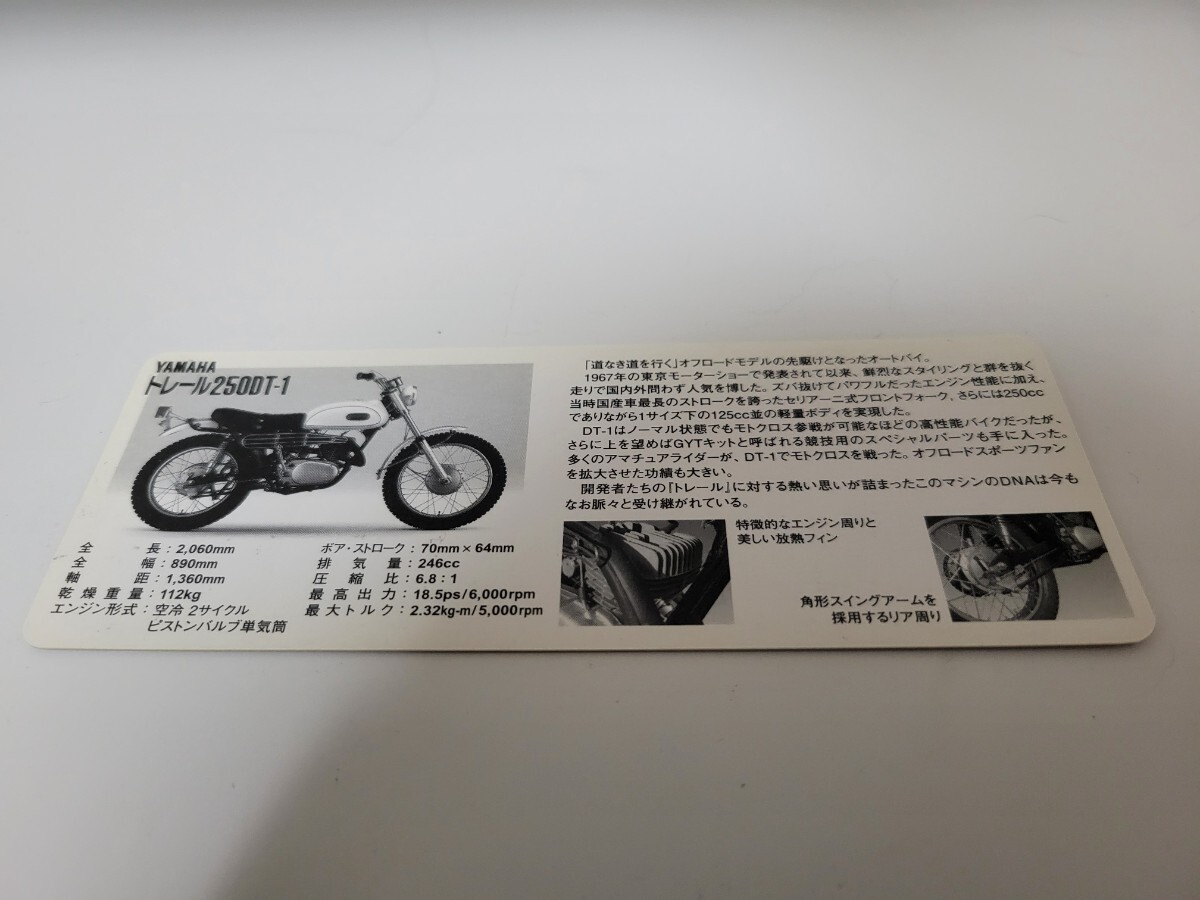 YAMAHA
トレール250DT-1
全長：2,060mm
全幅：890mm
軸距：1,360mm
乾燥重量：112kg
エンジン形式：空冷 2サイクル
ピストンバルブ単気筒
ボア・ストローク：70mm×64mm
排気量：246cc
圧縮比：6.8：1
最高出力：18.5ps/6,000rpm
最大トルク：2.32kg-m/5,000rpm
「道なき道を行く」オフロードモデルの先駆けとなったオートバイ。
1967年の東京モーターショーで発表されて以来、鮮烈なスタイリングと群を抜く
走りで国内外問わず人気を博した。ズバ抜けてパワフルだったエンジン性能に加え、
当時国産車最長のストロークを誇ったセリアーニ式フロントフォーク、さらには250cc
でありながら1サイズ下の125cc並の軽量ボディを実現した。
DT-1はノーマル状態でもモトクロス参戦が可能なほどの高性能バイクだったが、
さらに上を望めばGYTキットと呼ばれる競技用のスペシャルパーツも手に入った。
多くのアマチュアライダーが、DT-1でモトクロスを戦った。オフロードスポーツファン
を拡大させた功績も大きい。
開発者たちの「トレール」に対する熱い思いが詰まったこのマシンのDNAは今も
なお脈々と受け継がれている。
特徴的なエンジン周りと
美しい放熱フィン
角形スイングアームを
採用するリア周り